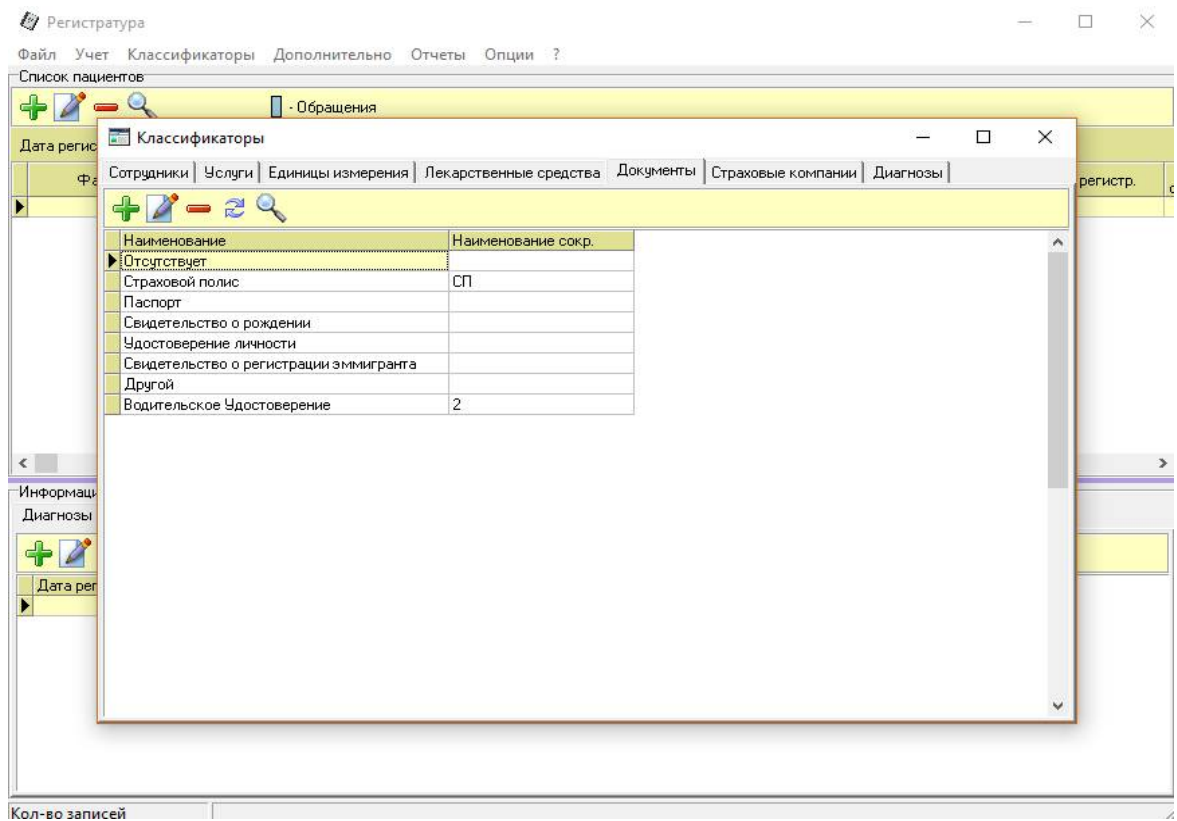 Регистратура
Файл Учет Классификаторы Дополнительно Отчеты Опции ?
Список пациентов
- Обращения
Дата регис
Классификаторы
Сотрудники Услуги Единицы измерения Лекарственные средства Документы Страховые компании Диагнозы
Фа
регистр.
Наименование Наименование сокр.
Отсутствует
Страховой полис СП
Паспорт
Свидетельство о рождении
Удостоверение личности
Свидетельство о регистрации эммигранта
Другой
Водительское Удостоверение 2
Информаци
Диагнозы
Дата рег
Кол-во записей